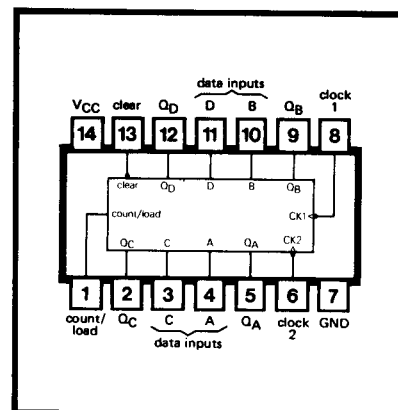 data inputs
clock
VCC clear QD D B QB 1
14 13 12 11 10 9 8
clear QD D B QB
count/load CK1
CK2
QC C A QA
1 2 3 4 5 6 7
count/ QC C A QA clock GND
load 2
data inputs